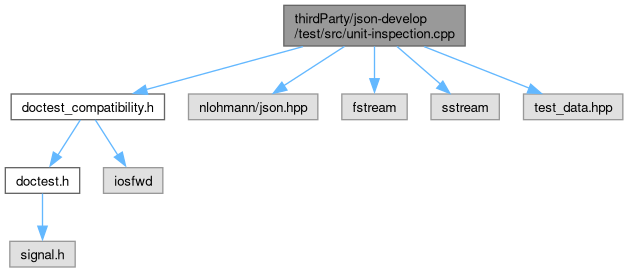 thirdParty/json-develop
/test/src/unit-inspection.cpp
doctest_compatibility.h
nlohmann/json.hpp
fstream
sstream
test_data.hpp
doctest.h
iosfwd
signal.h